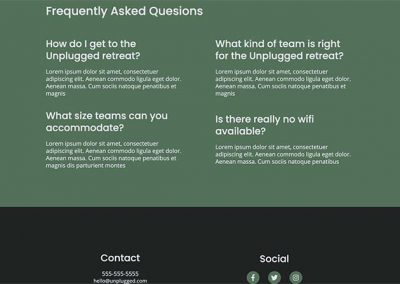 Frequently Asked Quesions
How do I get to the
Unplugged retreat?
Lorem ipsum dolor sit amet, consectetuer
adipiscing elit. Aenean commodo ligula eget dolor.
Aenean massa. Cum sociis natoque penatibus et
magnis
What kind of team is right
for the Unplugged retreat?
Lorem ipsum dolor sit amet, consectetuer
adipiscing elit. Aenean commodo ligula eget dolor.
Aenean massa. Cum sociis natoque penatibus et
magnis
What size teams can you
accommodate?
Lorem ipsum dolor sit amet, consectetuer
adipiscing elit. Aenean commodo ligula eget dolor.
Aenean massa. Cum sociis natoque penatibus et
magnis dis parturient montes
Is there really no wifi
available?
Lorem ipsum dolor sit amet, consectetuer
adipiscing elit. Aenean commodo ligula eget dolor.
Aenean massa. Cum sociis natoque penatibus
Contact
555-555-5555
hello@unplugged.com
Social